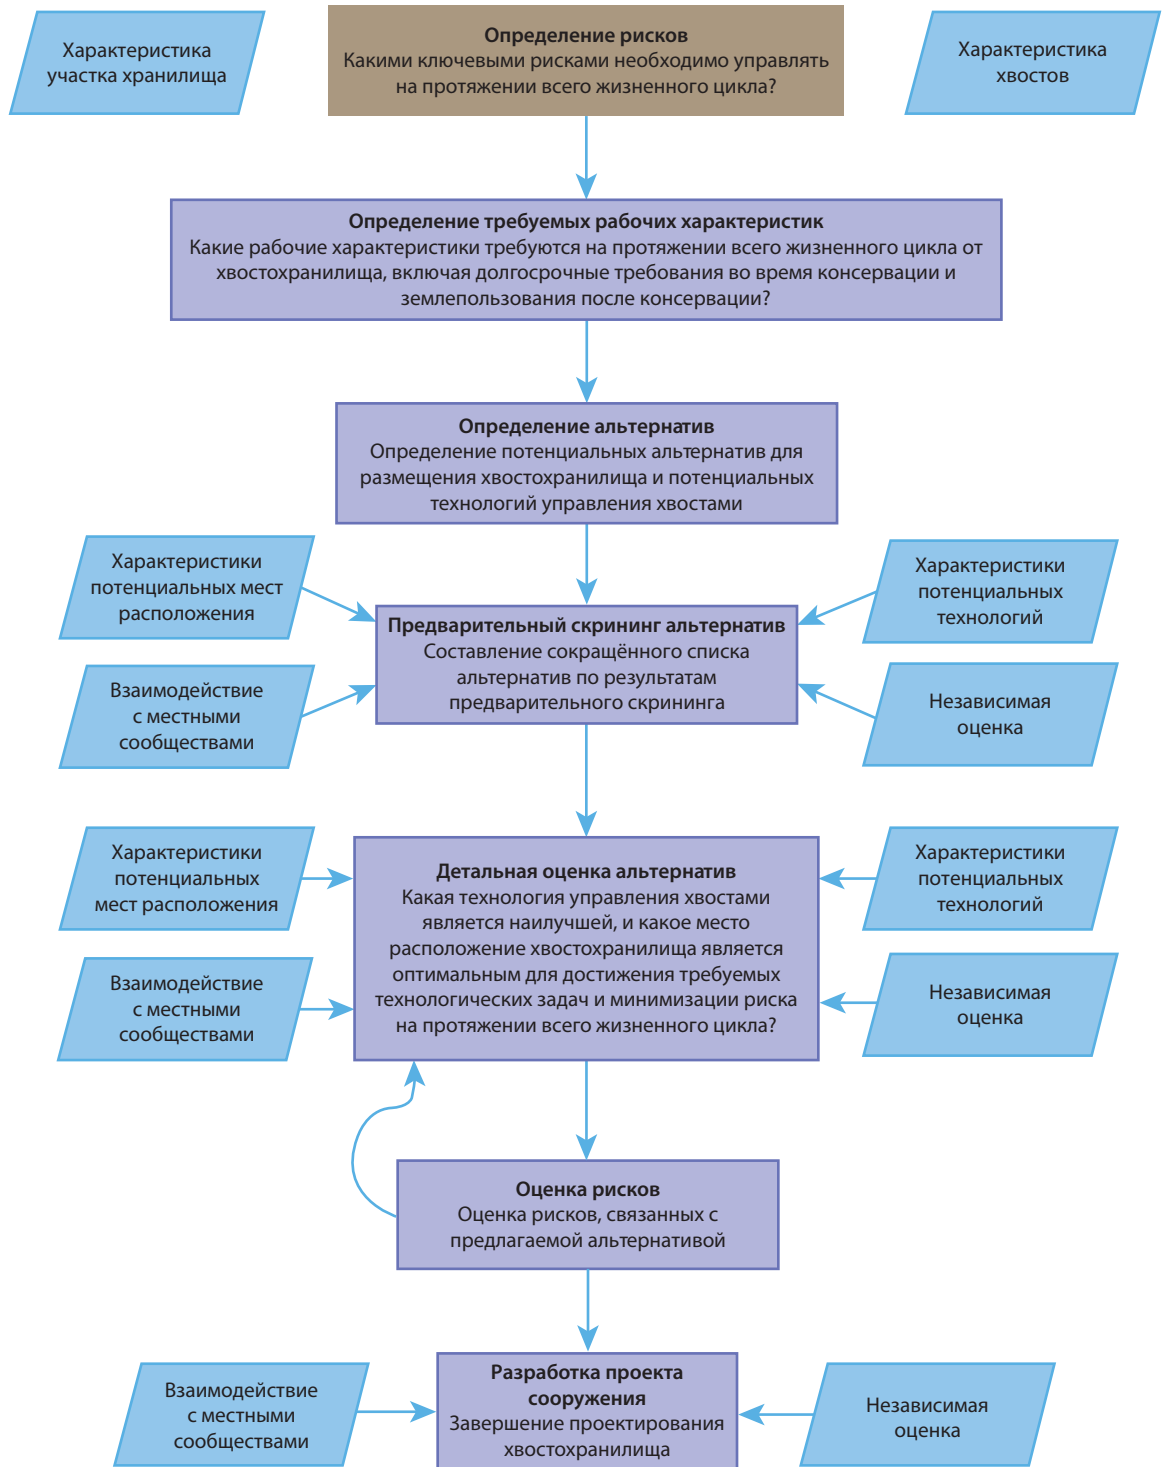 Характеристика
участка хранилища
Определение рисков
Какими ключевыми рисками необходимо управлять
на протяжении всего жизненного цикла?
Характеристика
хвостов
Определение требуемых рабочих характеристик
Какие рабочие характеристики требуются на протяжении всего жизненного цикла от
хвостохранилища, включая долгосрочные требования во время консервации и
землепользования после консервации?
Определение альтернатив
Определение потенциальных альтернатив для
размещения хвостохранилища и потенциальных
технологий управления хвостами
Характеристики
потенциальных мест
расположения
Характеристики
потенциальных
технологий
Предварительный скрининг альтернатив
Составление сокращённого списка
альтернатив по результатам
предварительного скрининга
Взаимодействие
с местными
сообществами
Независимая
оценка
Характеристики
потенциальных
мест расположения
Детальная оценка альтернатив
Какая технология управления хвостами
является наилучшей, и какое место
расположение хвостохранилища является
оптимальным для достижения требуемых
технологических задач и минимизации риска
на протяжении всего жизненного цикла?
Характеристики
потенциальных
технологий
Взаимодействие
с местными
сообществами
Независимая
оценка
Оценка рисков
Оценка рисков, связанных с
предлагаемой альтернативой
Взаимодействие
с местными
сообществами
Разработка проекта
сооружения
Завершение проектирования
хвостохранилища
Независимая
оценка